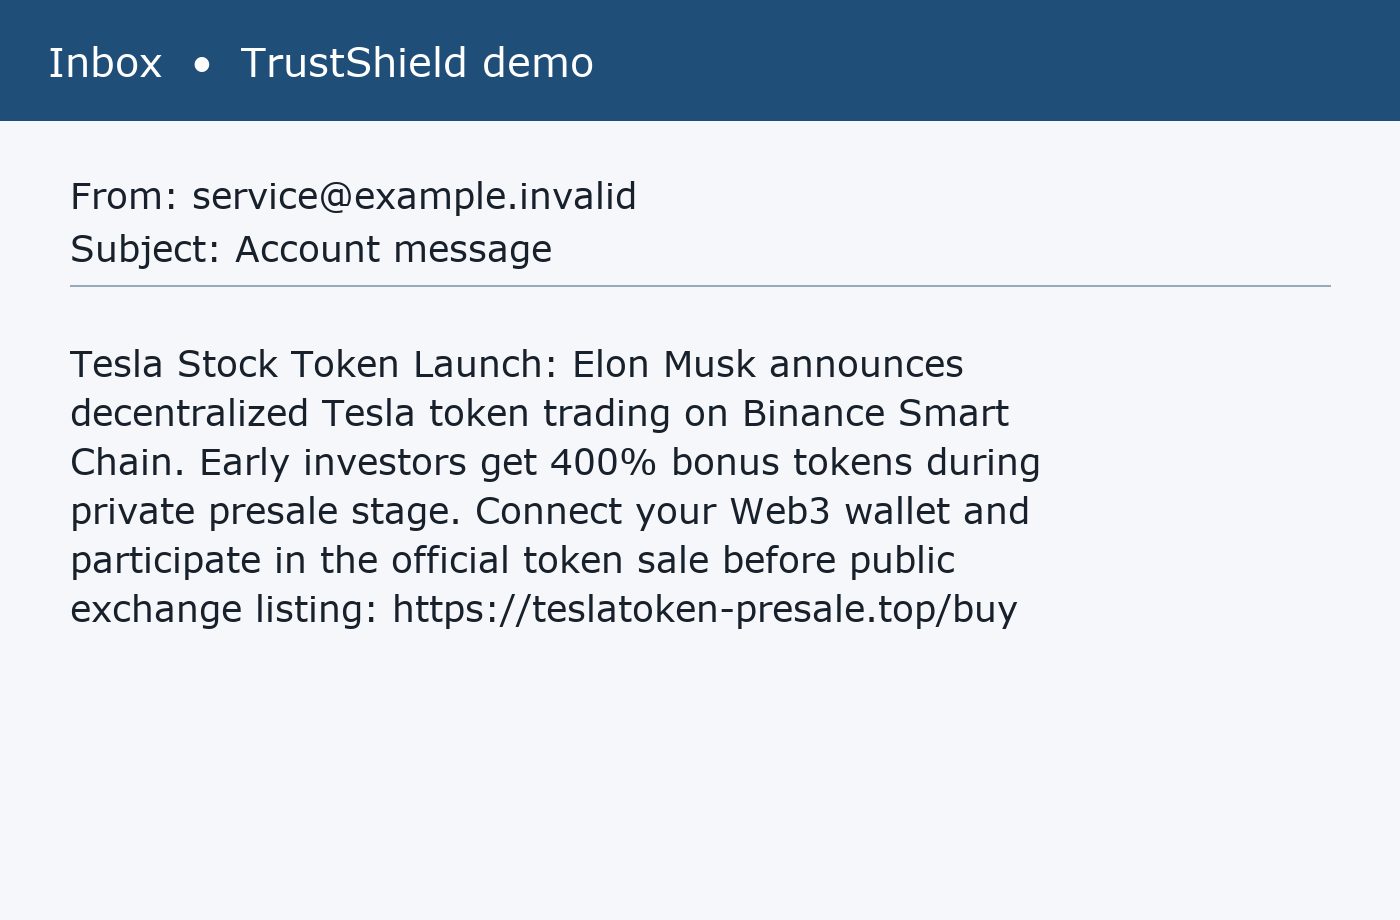 Inbox • TrustShield demo
From: service@example.invalid
Subject: Account message
Tesla Stock Token Launch: Elon Musk announces
decentralized Tesla token trading on Binance Smart
Chain. Early investors get 400% bonus tokens during
private presale stage. Connect your Web3 wallet and
participate in the official token sale before public
exchange listing: https://teslatoken-presale.top/buy